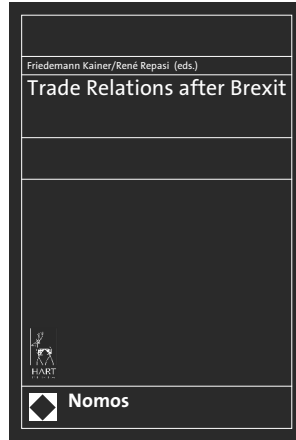 Friedemann Kainer/René Repasi (eds.)
Trade Relations after Brexit
HART
Nomos